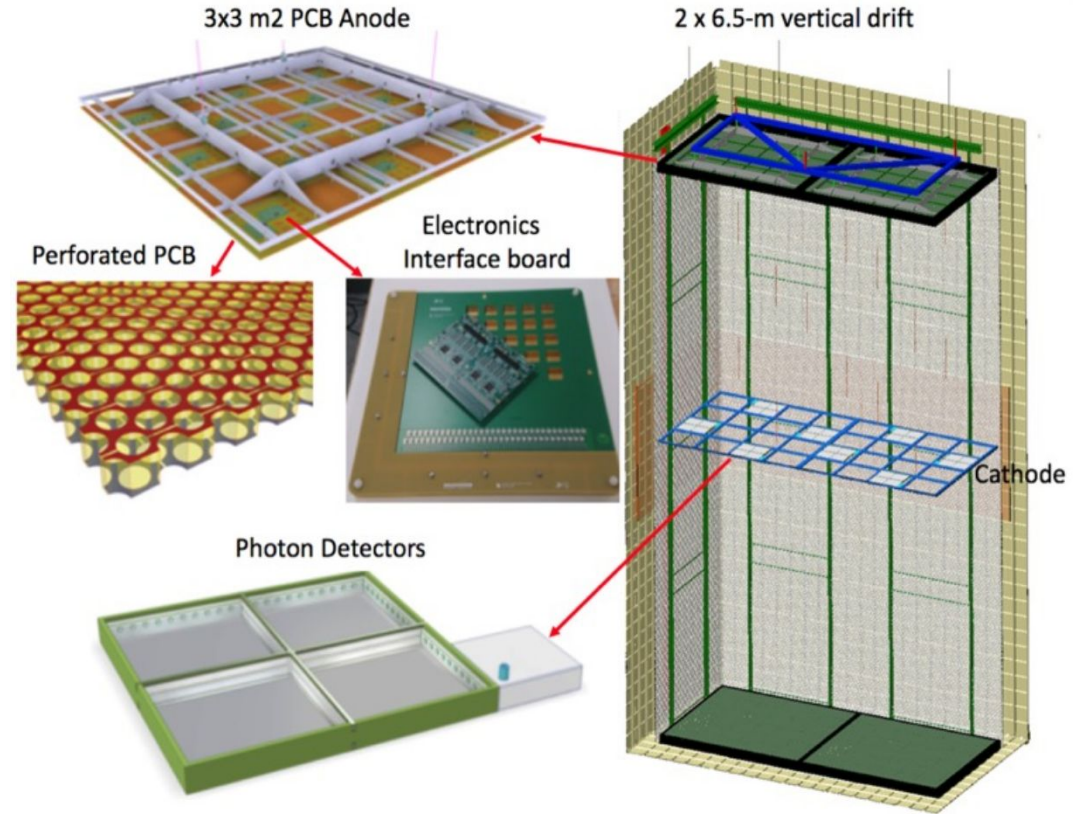 3x3 m2 PCB Anode
2 x 6.5-m vertical drift
Electronics
Interface board
Perforated PCB
Cathode
Photon Detectors